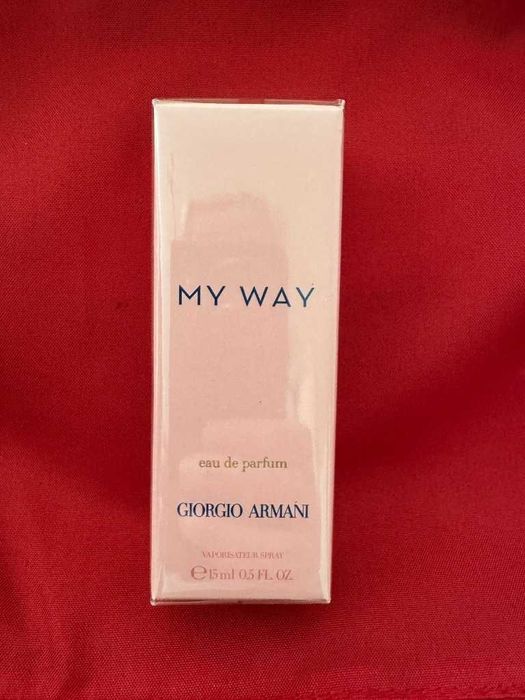 MY WAY
eau de parfum
GIORGIO ARMANI
VAPORISATEUR SPRAY
℮15 ml 0.5 FL. OZ